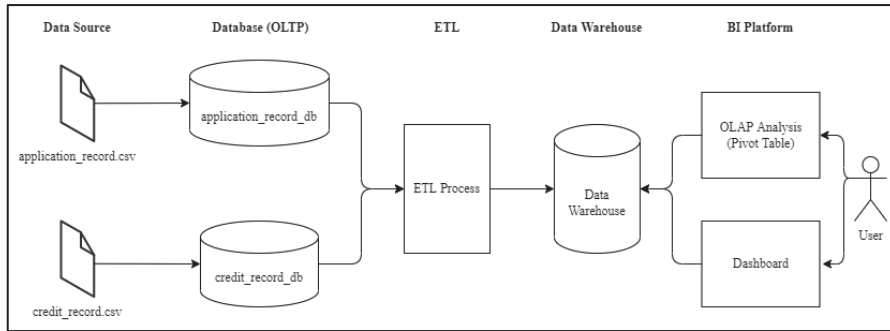 Data Source
Database (OLTP)
ETL
Data Warehouse
BI Platform
application_record.csv
application_record_db
ETL Process
Data
Warehouse
OLAP Analysis
(Pivot Table)
User
credit_record.csv
credit_record_db
Dashboard